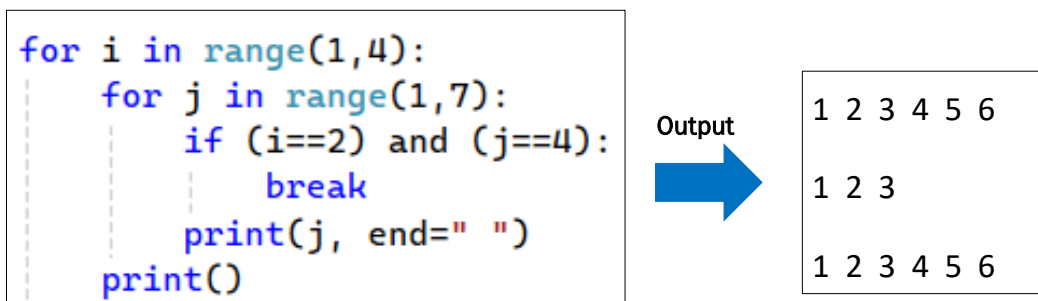 for i in range(1,4):
    for j in range(1,7):
        if (i==2) and (j==4):
            break
        print(j, end=" ")
    print()
Output
1 2 3 4 5 6
1 2 3
1 2 3 4 5 6